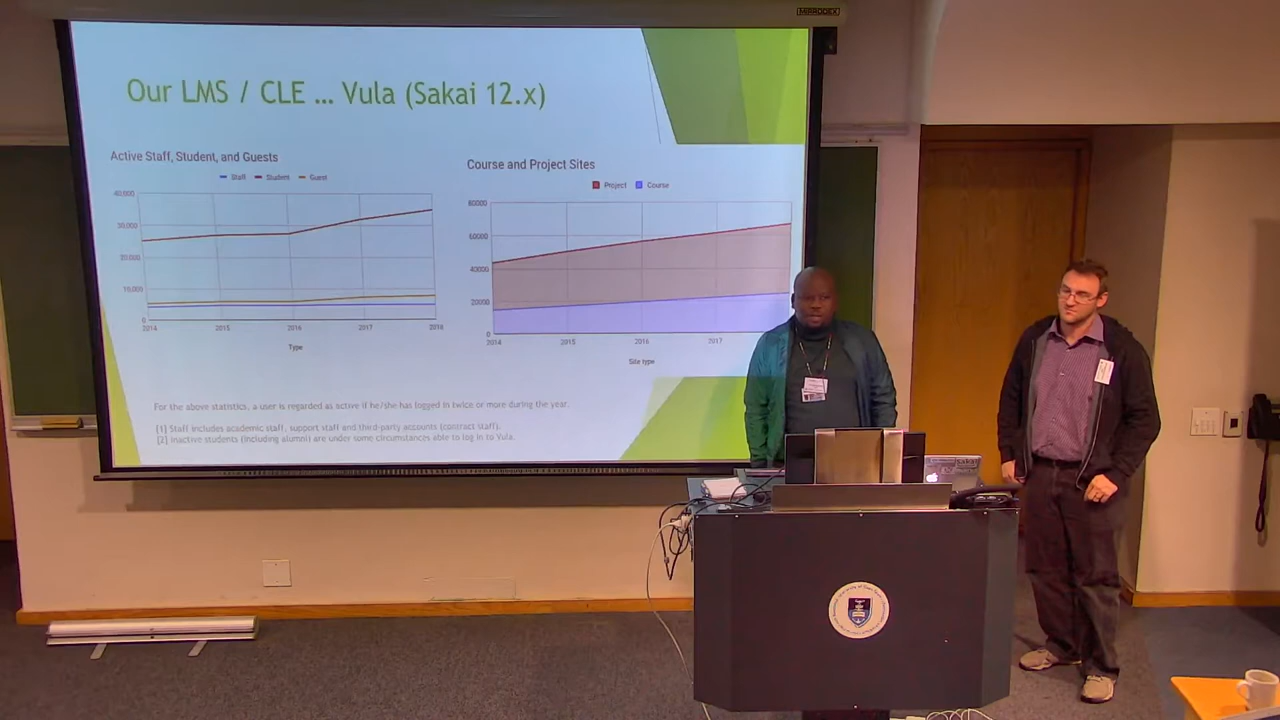 Our LMS / CLE ... Vula (Sakai 12.x)
Active Staff, Student, and Guests
Staff Student Guest
40,000
30,000
20,000
10,000
0
2014 2015 2016 2017 2018
Type
Course and Project Sites
Project Course
80000
60000
40000
20000
0
2014 2015 2016 2017
Site type
For the above statistics, a user is regarded as active if he/she has logged in twice or more during the year.
[1] Staff includes academic staff, support staff and third-party accounts (contract staff).
[2] Inactive students (including alumni) are under some circumstances able to log in to Vula.
sakai